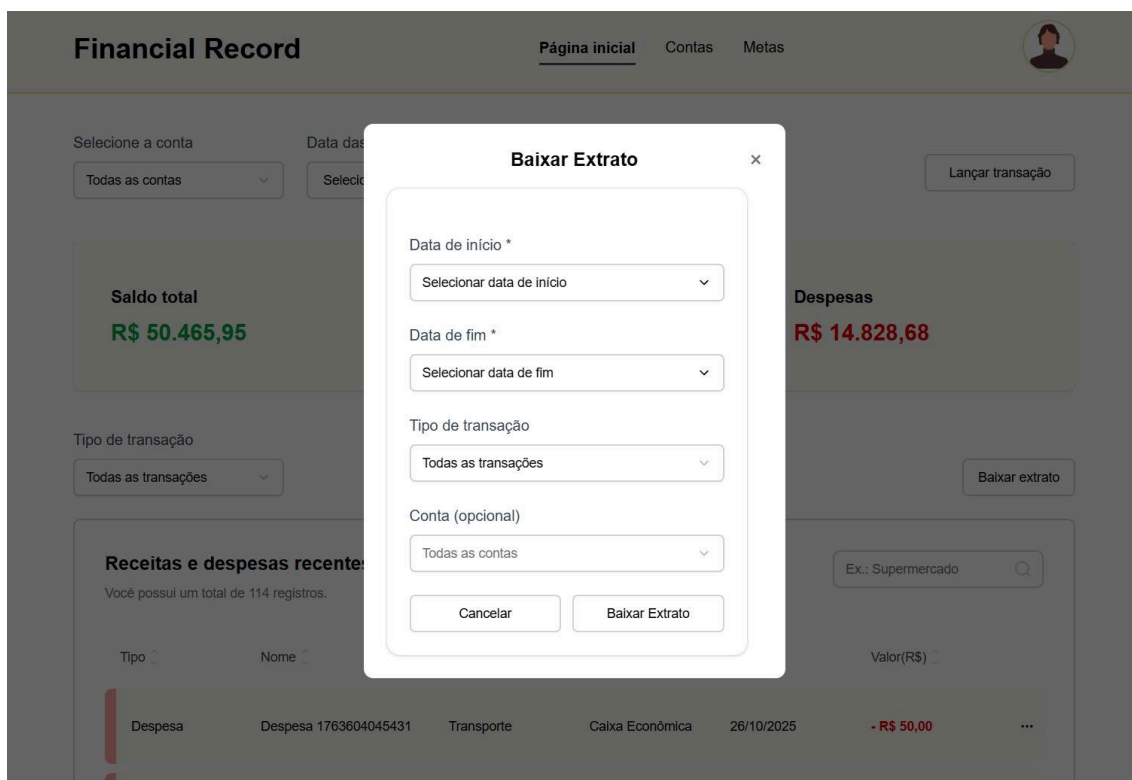 Financial Record
Página inicial Contas Metas
Selecione a conta
Data das
Todas as contas
Lançar transação
Saldo total
R$ 50.465,95
Despesas
R$ 14.828,68
Tipo de transação
Todas as transações
Baixar extrato
Receitas e despesas
Você possui um total de 114 registros.
Ex.: Supermercado
Tipo Nome Valor(R$)
Despesa Despesa 1763604045431 Transporte Caixa Econômica 26/10/2025 - R$ 50,00
Baixar Extrato
Data de início *
Selecionar data de início
Data de fim *
Selecionar data de fim
Tipo de transação
Todas as transações
Conta (opcional)
Todas as contas
Cancelar Baixar Extrato